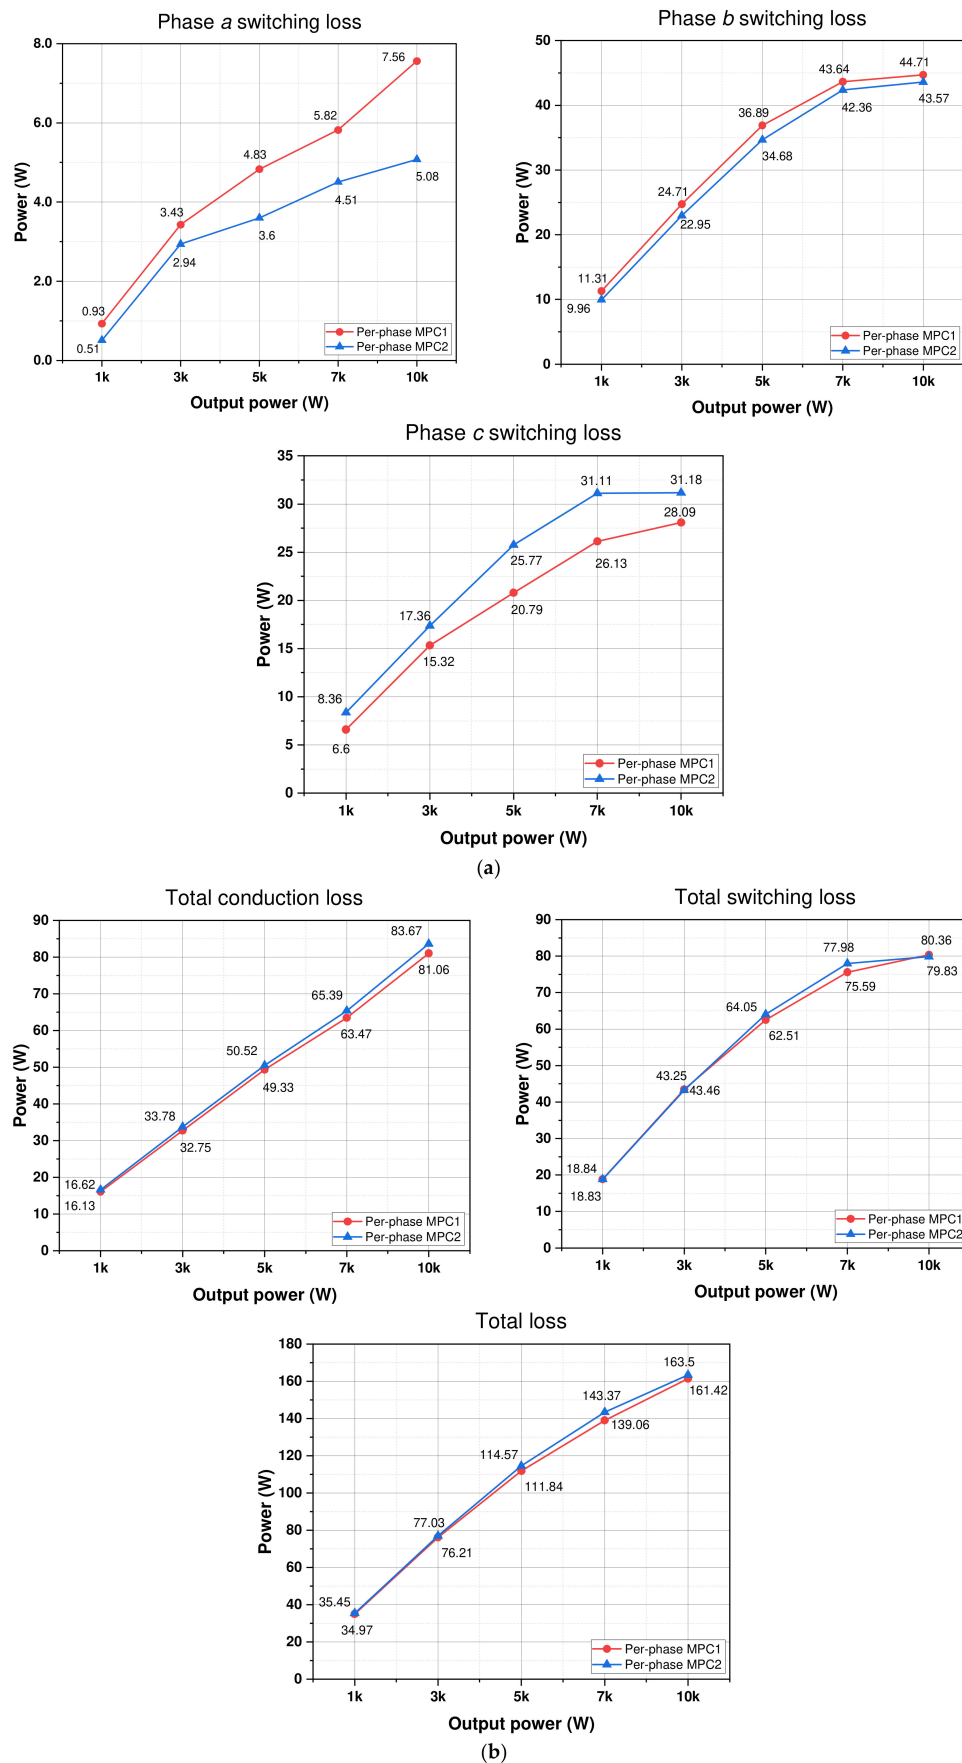 Phase a switching loss
8.0
6.0
4.0
2.0
0.0
Power (W)
7.56
5.82
4.83
3.43
0.93
5.08
4.51
3.6
2.94
0.51
Per-phase MPC1
Per-phase MPC2
1k 3k 5k 7k 10k
Output power (W)
Phase b switching loss
50
40
30
20
10
0
Power (W)
44.71
43.64
36.89
24.71
11.31
43.57
42.36
34.68
22.95
9.96
Per-phase MPC1
Per-phase MPC2
1k 3k 5k 7k 10k
Output power (W)
Phase c switching loss
35
30
25
20
15
10
5
0
Power (W)
31.11
31.18
25.77
17.36
8.36
28.09
26.13
20.79
15.32
6.6
Per-phase MPC1
Per-phase MPC2
1k 3k 5k 7k 10k
Output power (W)
(a)
Total conduction loss
90
80
70
60
50
40
30
20
10
0
Power (W)
83.67
65.39
50.52
33.78
16.62
81.06
63.47
49.33
32.75
16.13
Per-phase MPC1
Per-phase MPC2
1k 3k 5k 7k 10k
Output power (W)
Total switching loss
90
80
70
60
50
40
30
20
10
0
Power (W)
80.36
77.98
64.05
43.25
18.84
79.83
75.59
62.51
43.46
18.83
Per-phase MPC1
Per-phase MPC2
1k 3k 5k 7k 10k
Output power (W)
Total loss
180
160
140
120
100
80
60
40
20
0
Power (W)
163.5
143.37
114.57
77.03
35.45
161.42
139.06
111.84
76.21
34.97
Per-phase MPC1
Per-phase MPC2
1k 3k 5k 7k 10k
Output power (W)
(b)